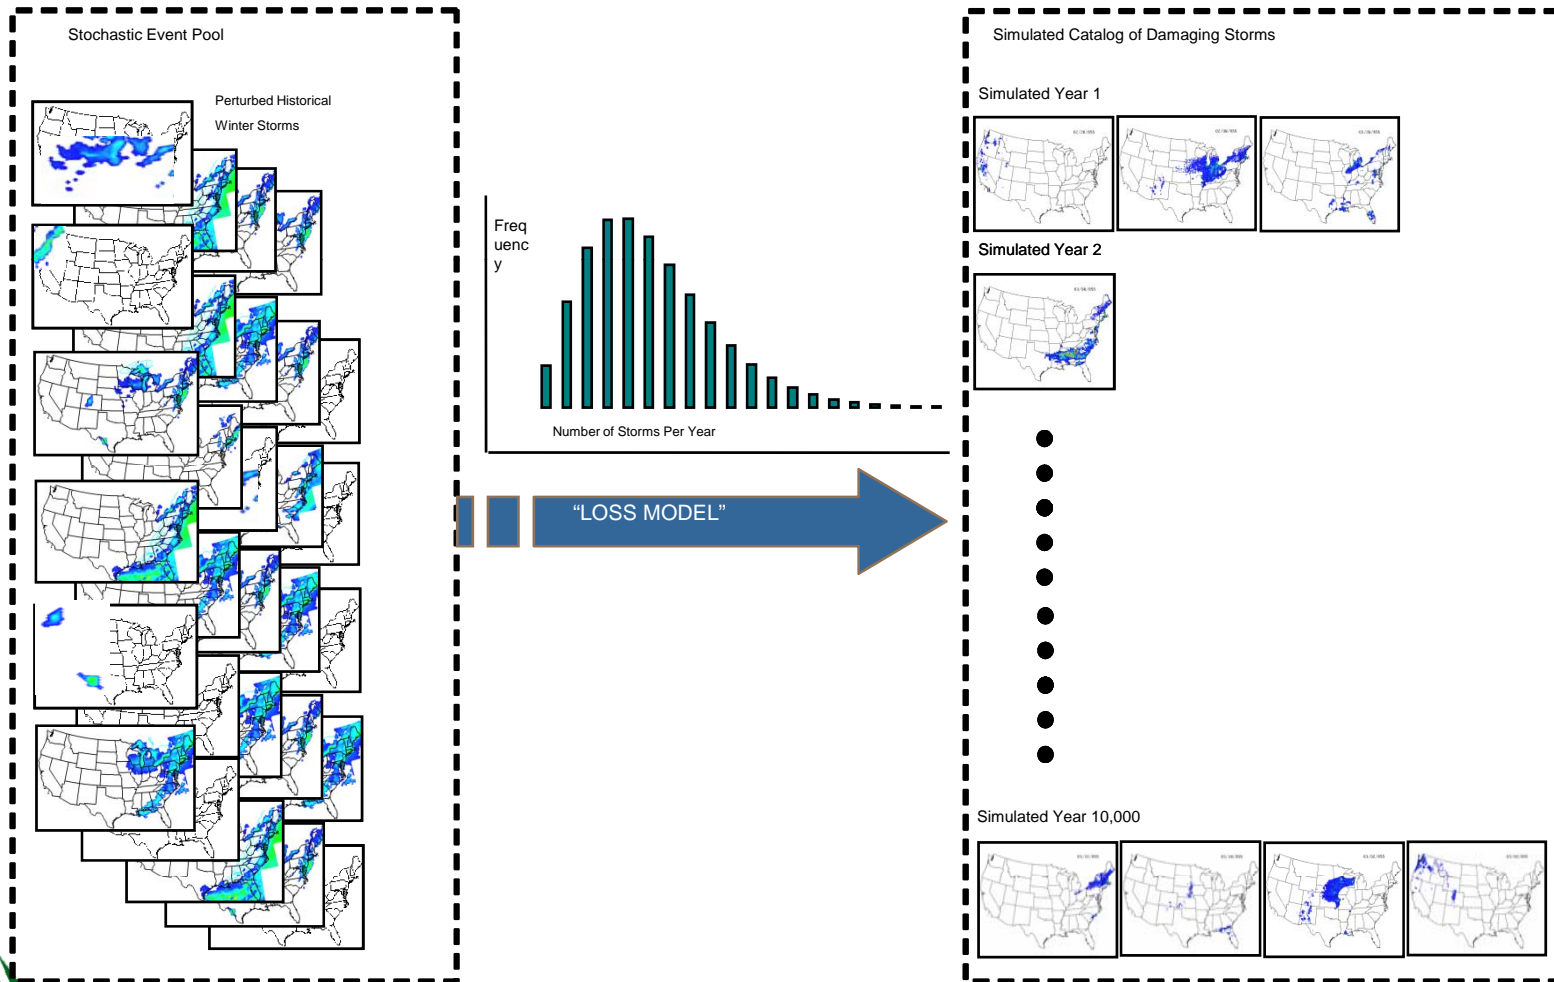 Stochastic Event Pool
Perturbed Historical
Winter Storms
Freq
uenc
y
Number of Storms Per Year
“LOSS MODEL”
Simulated Catalog of Damaging Storms
Simulated Year 1
Simulated Year 2
Simulated Year 10,000